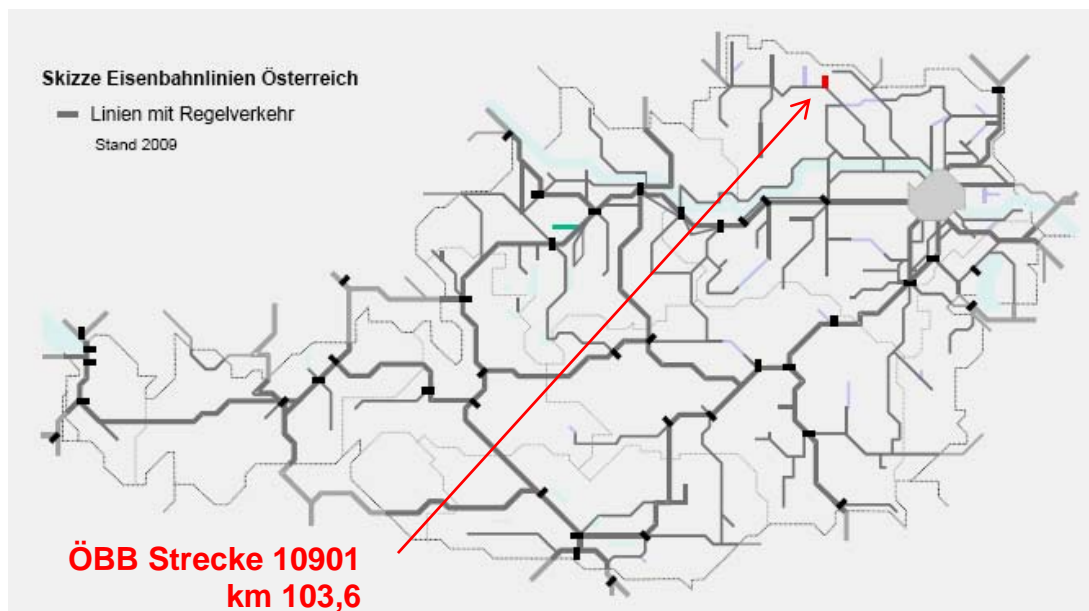 Skizze Eisenbahnlinien Österreich
Linien mit Regelverkehr
Stand 2009
ÖBB Strecke 10901
km 103,6